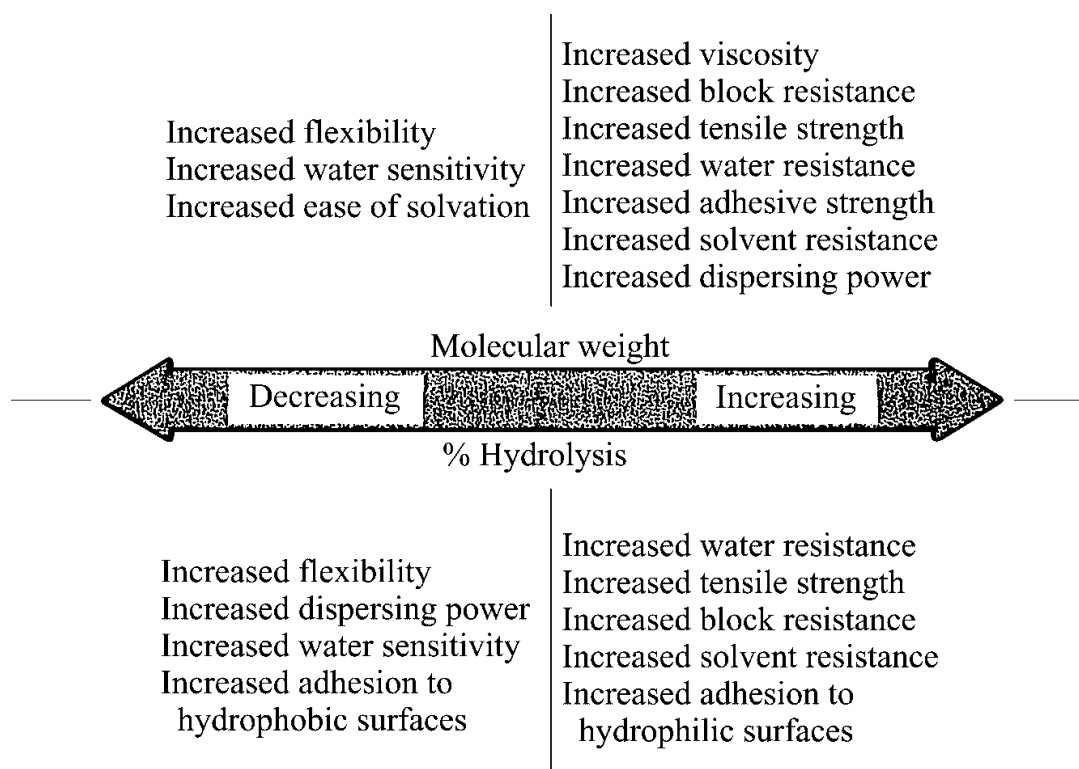 Increased flexibility
Increased water sensitivity
Increased ease of solvation
Increased viscosity
Increased block resistance
Increased tensile strength
Increased water resistance
Increased adhesive strength
Increased solvent resistance
Increased dispersing power
Molecular weight
Decreasing
Increasing
% Hydrolysis
Increased flexibility
Increased dispersing power
Increased water sensitivity
Increased adhesion to
hydrophobic surfaces
Increased water resistance
Increased tensile strength
Increased block resistance
Increased solvent resistance
Increased adhesion to
hydrophilic surfaces